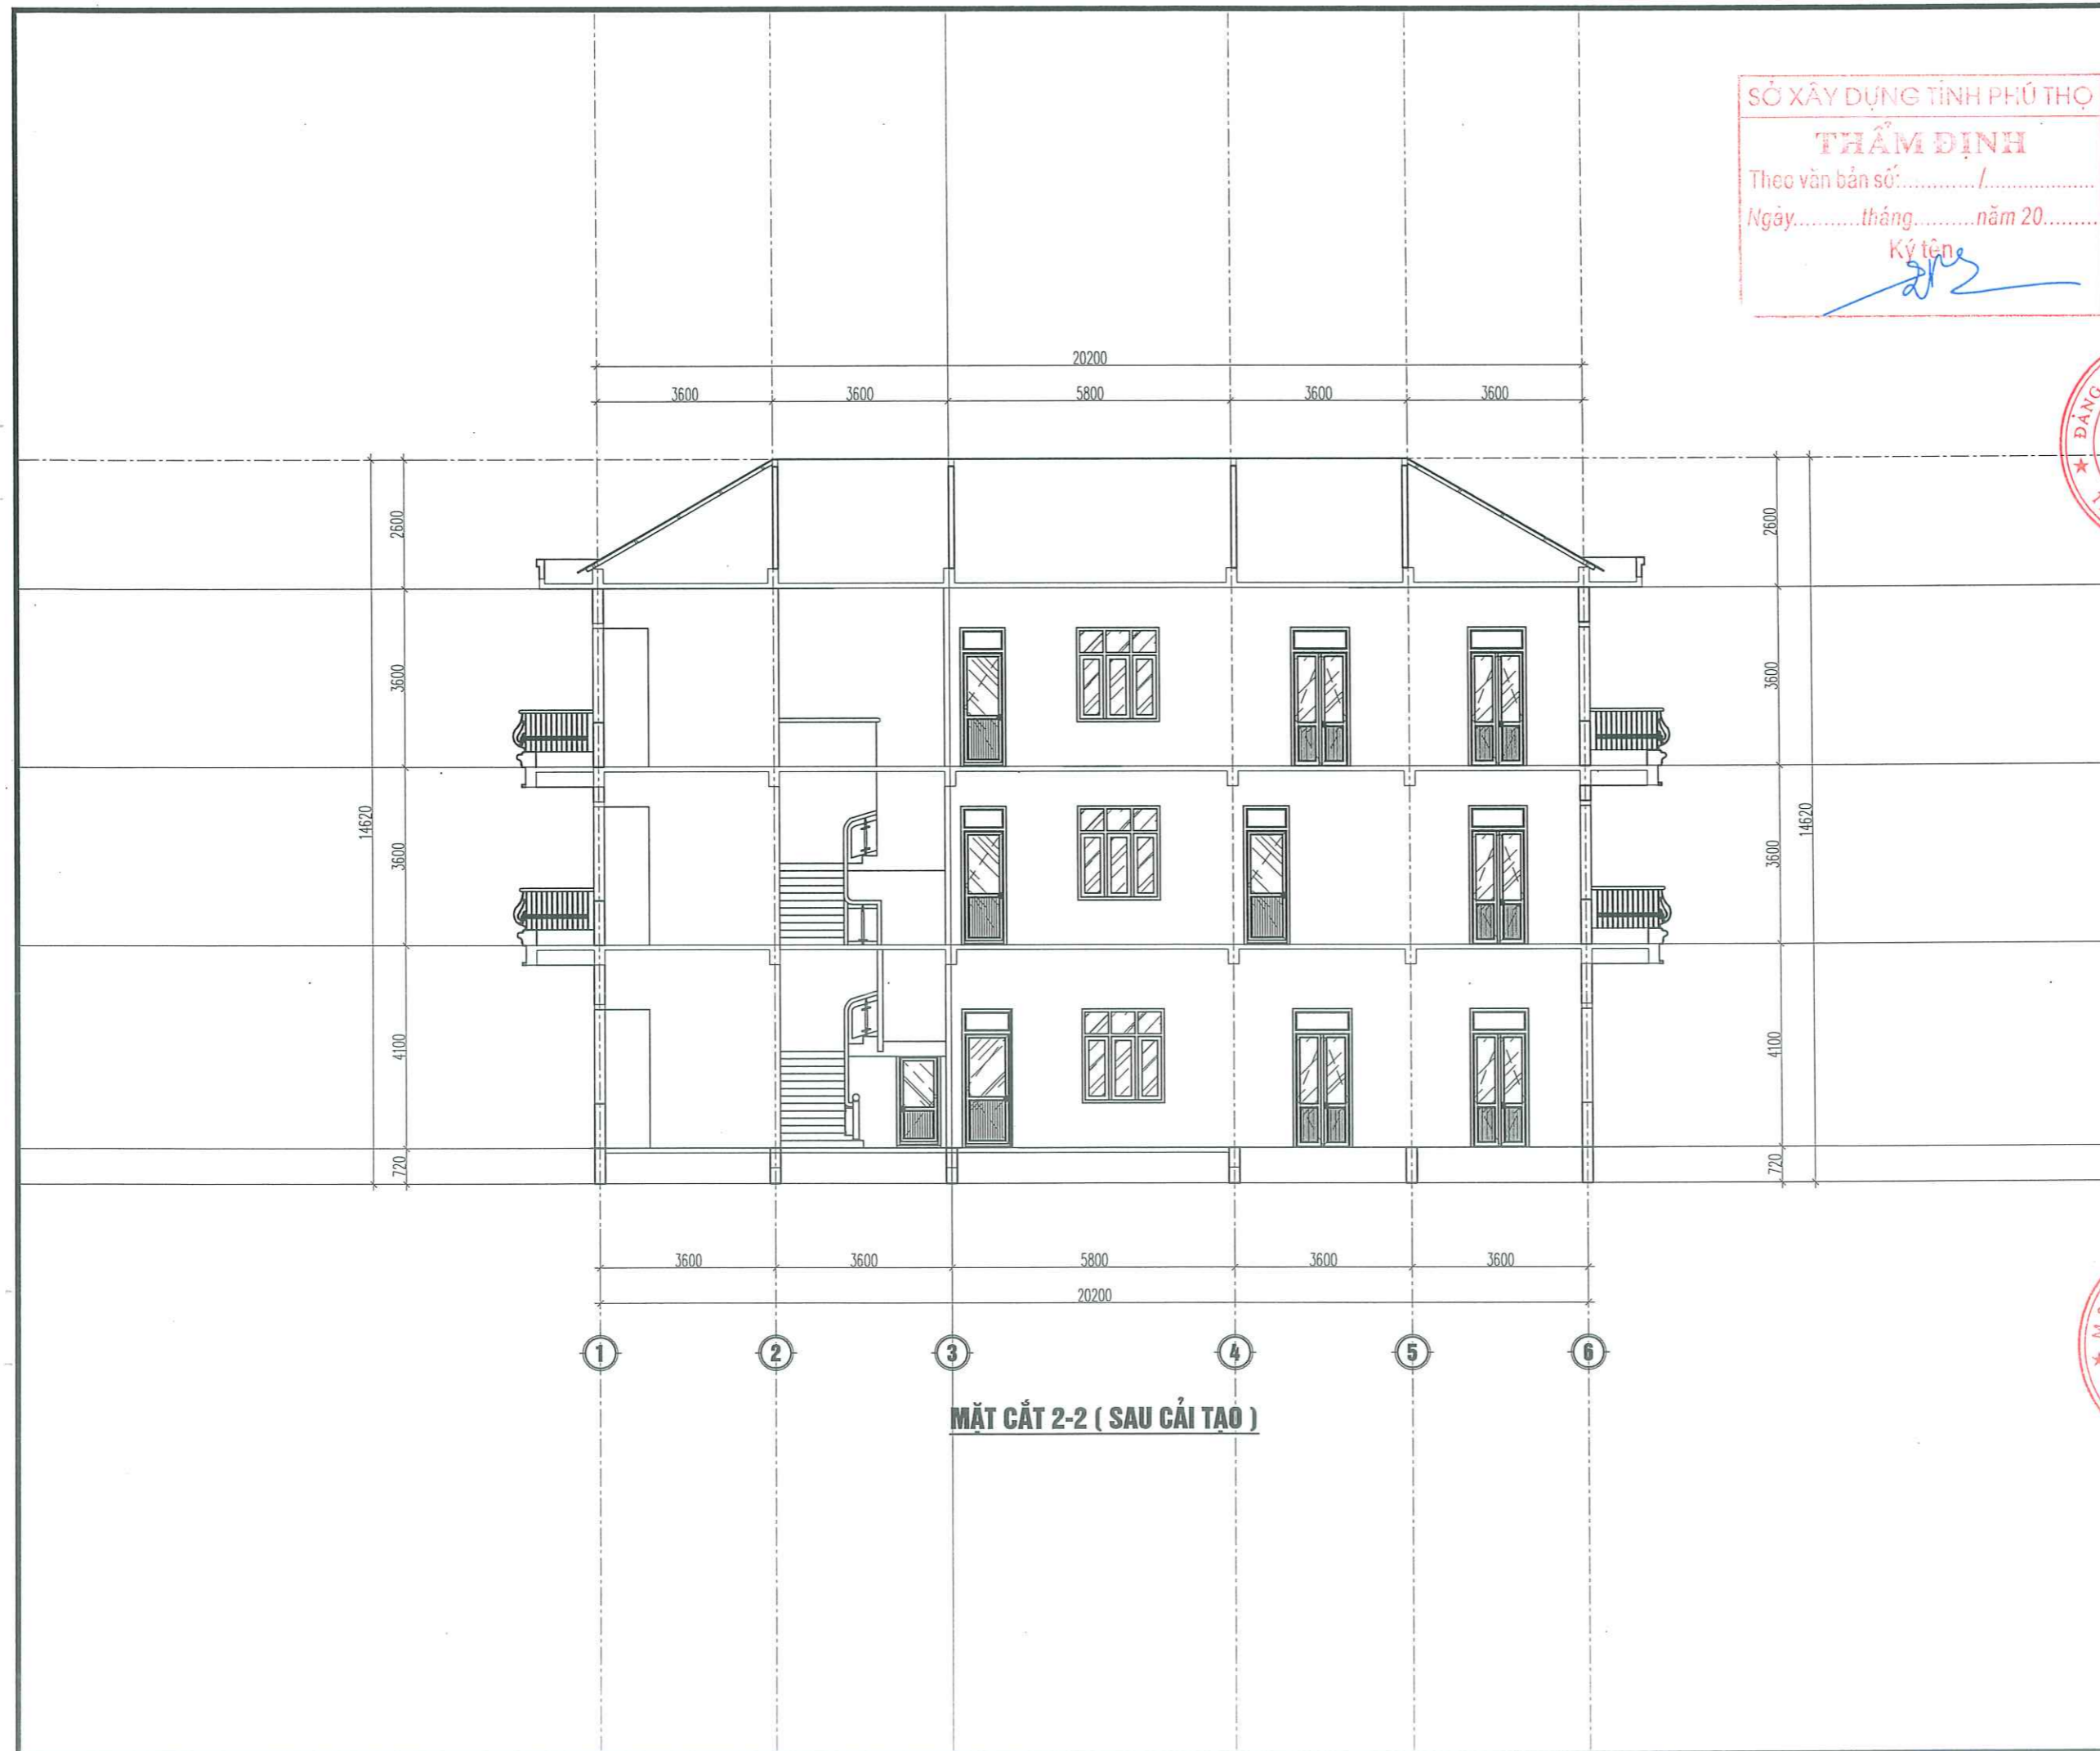 SỞ XÂY DỰNG TỈNH PHÚ THỌ
THẨM ĐỊNH
Theo văn bản số:............/..................
Ngày..........tháng.........năm 20.........
Ký tên
20200
3600 3600 5800 3600 3600
ĐẢNG
2600 2600
3600 3600
14620 14620
3600 3600
4100 4100
720 720
3600 3600 5800 3600 3600
20200
1 2 3 4 5 6
MẶT CẮT 2-2 ( SAU CẢI TẠO )